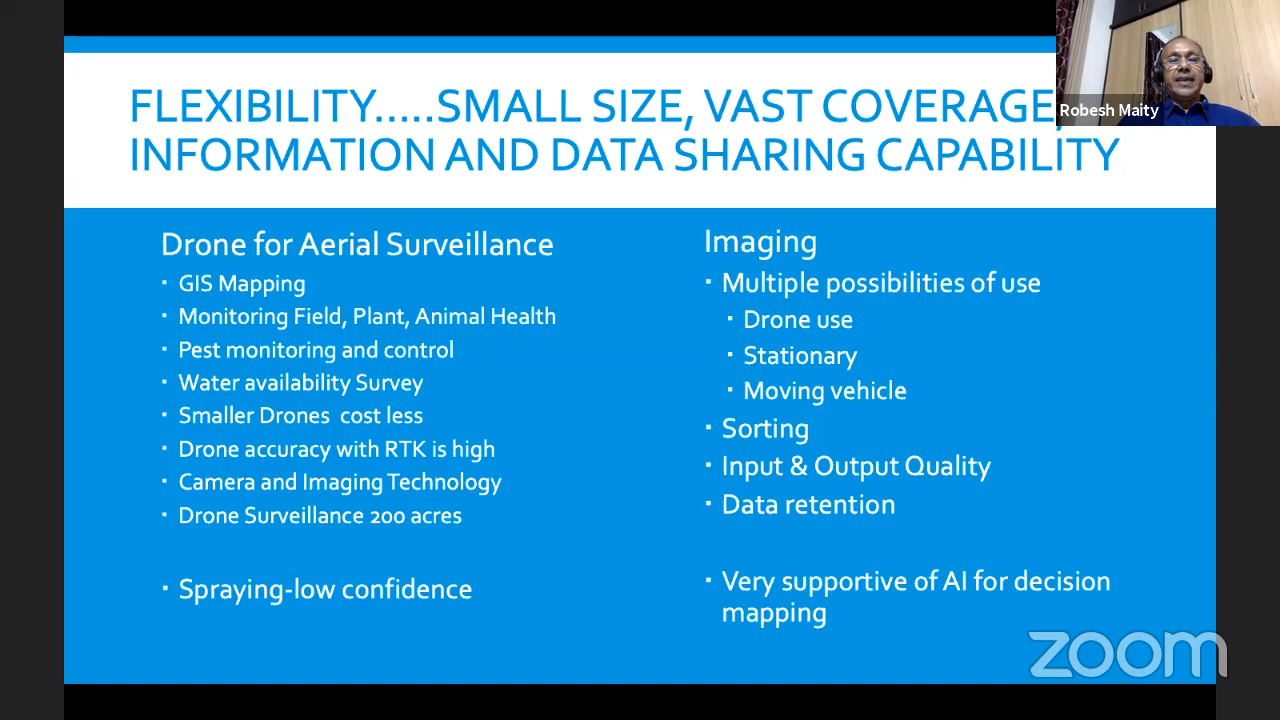 FLEXIBILITY.....SMALL SIZE, VAST COVERAGE,
INFORMATION AND DATA SHARING CAPABILITY
Robesh Maity
Drone for Aerial Surveillance
▪ GIS Mapping
▪ Monitoring Field, Plant, Animal Health
▪ Pest monitoring and control
▪ Water availability Survey
▪ Smaller Drones  cost less
▪ Drone accuracy with RTK is high
▪ Camera and Imaging Technology
▪ Drone Surveillance 200 acres
▪ Spraying-low confidence
Imaging
▪ Multiple possibilities of use
▪ Drone use
▪ Stationary
▪ Moving vehicle
▪ Sorting
▪ Input & Output Quality
▪ Data retention
▪ Very supportive of AI for decision
mapping
zoom